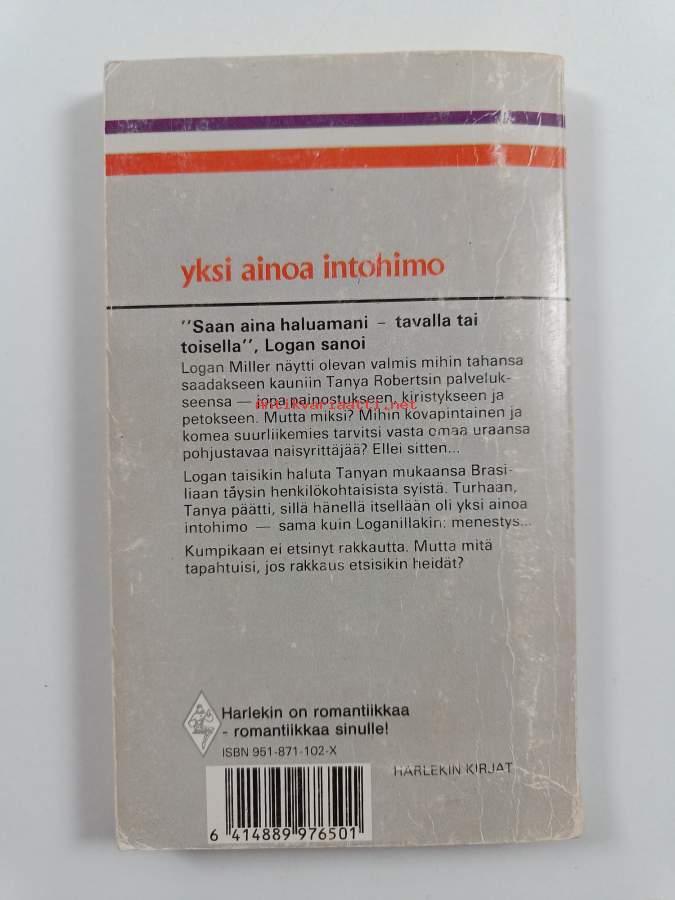 yksi ainoa intohimo
"Saan aina haluamani – tavalla tai
toisella", Logan sanoi
Logan Miller näytti olevan valmis mihin tahansa
saadakseen kauniin Tanya Robertsin palveluk-
seensa — jopa painostukseen, kiristykseen ja
antikvariaatti.net
petokseen. Mutta miksi? Mihin kovapintainen ja
komea suurliikemies tarvitsi vasta omaa uraansa
pohjustavaa naisyrittäjää? Ellei sitten...
Logan taisikin haluta Tanyan mukaansa Brasi-
liaan täysin henkilökohtaisista syistä. Turhaan,
Tanya päätti, sillä hänellä itsellään oli yksi ainoa
intohimo — sama kuin Loganillakin: menestys...
Kumpikaan ei etsinyt rakkautta. Mutta mitä
tapahtuisi, jos rakkaus etsisikin heidät?
Harlekin on romantiikkaa
- romantiikkaa sinulle!
ISBN 951-871-102-X
HARLEKIN KIRJAT
6 414889 976501